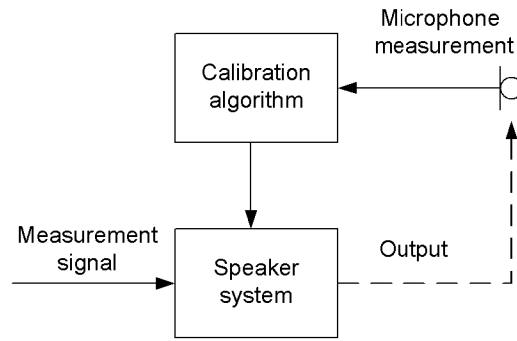 Microphone
measurement
Calibration
algorithm
Measurement
signal
Speaker
system
Output